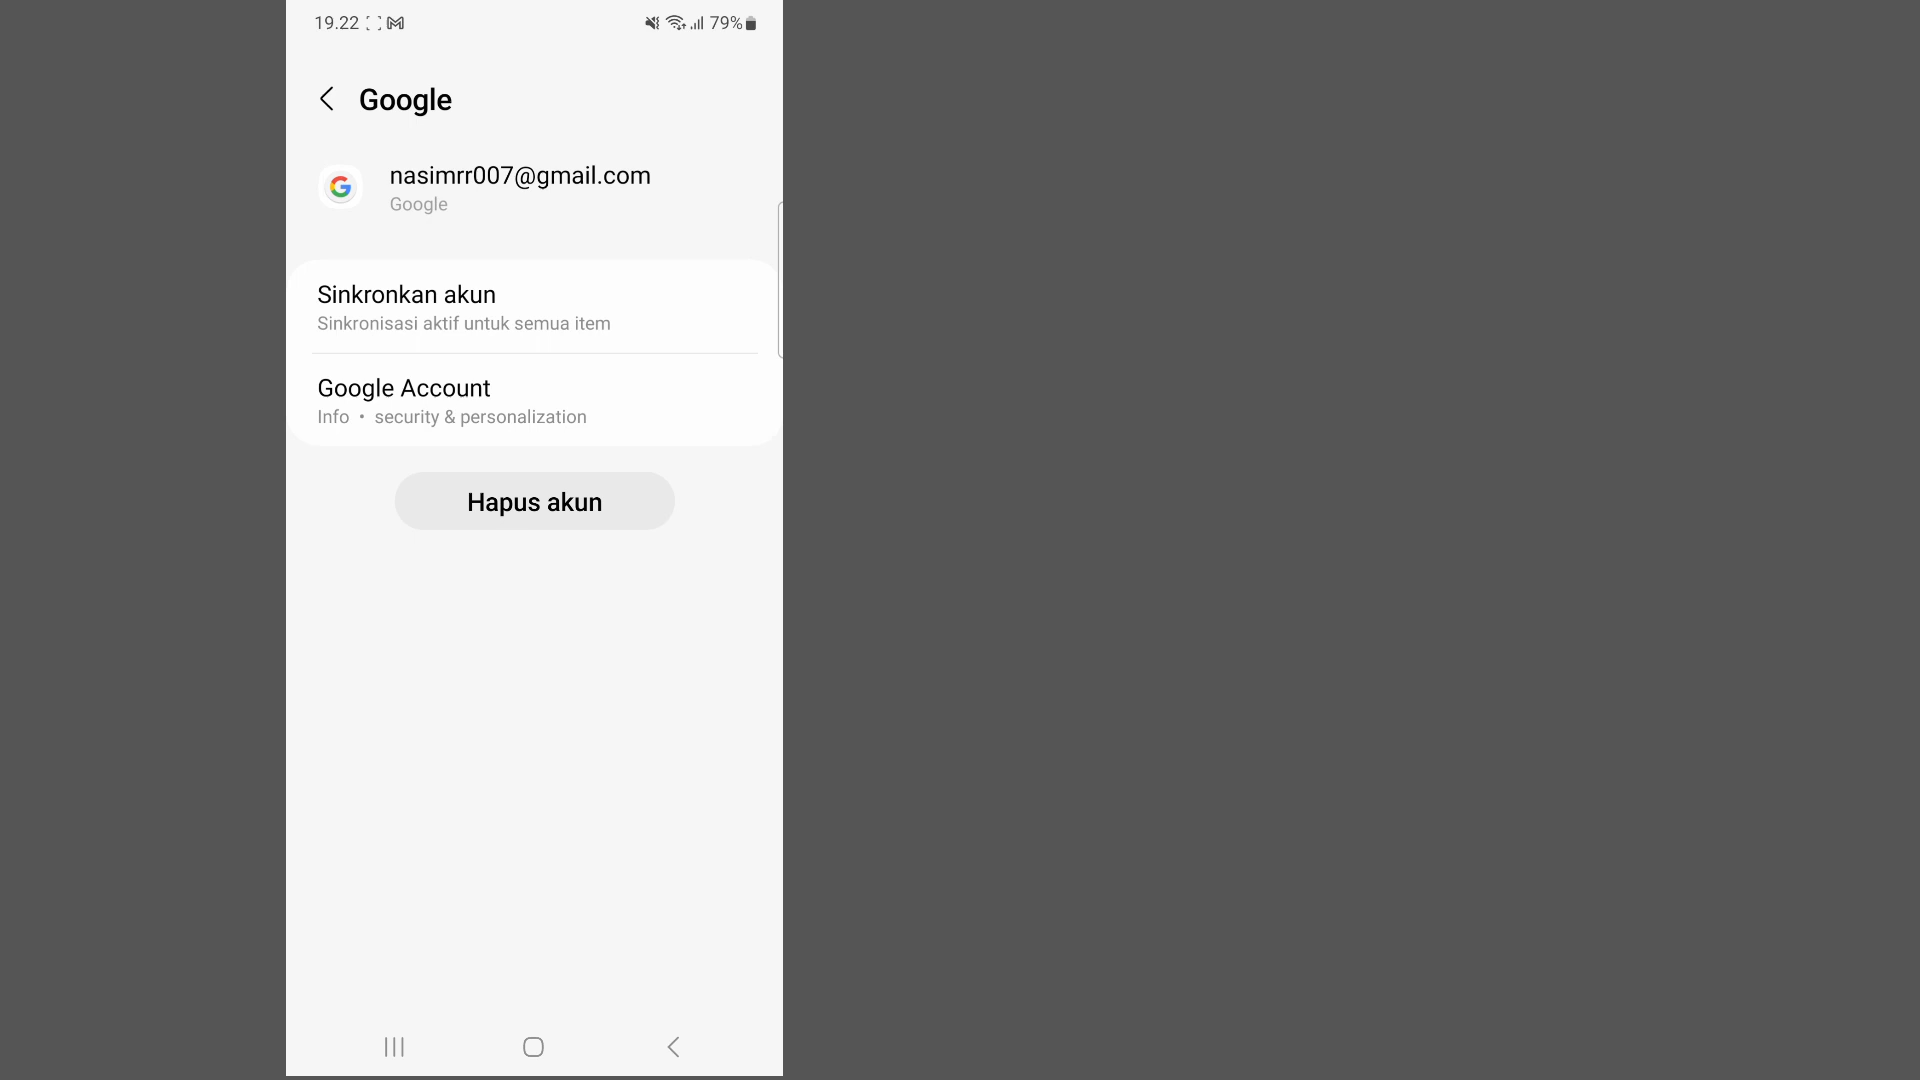 19.22 79%
Google
nasimrr007@gmail.com
Google
Sinkronkan akun
Sinkronisasi aktif untuk semua item
Google Account
Info • security & personalization
Hapus akun